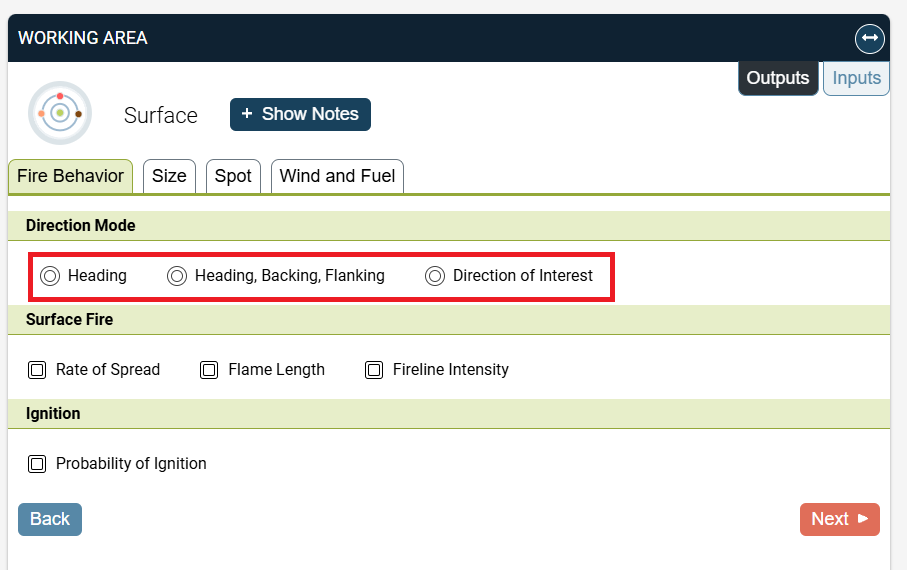 WORKING AREA
Outputs Inputs
Surface + Show Notes
Fire Behavior Size Spot Wind and Fuel
Direction Mode
Heading Heading, Backing, Flanking Direction of Interest
Surface Fire
Rate of Spread Flame Length Fireline Intensity
Ignition
Probability of Ignition
Back Next